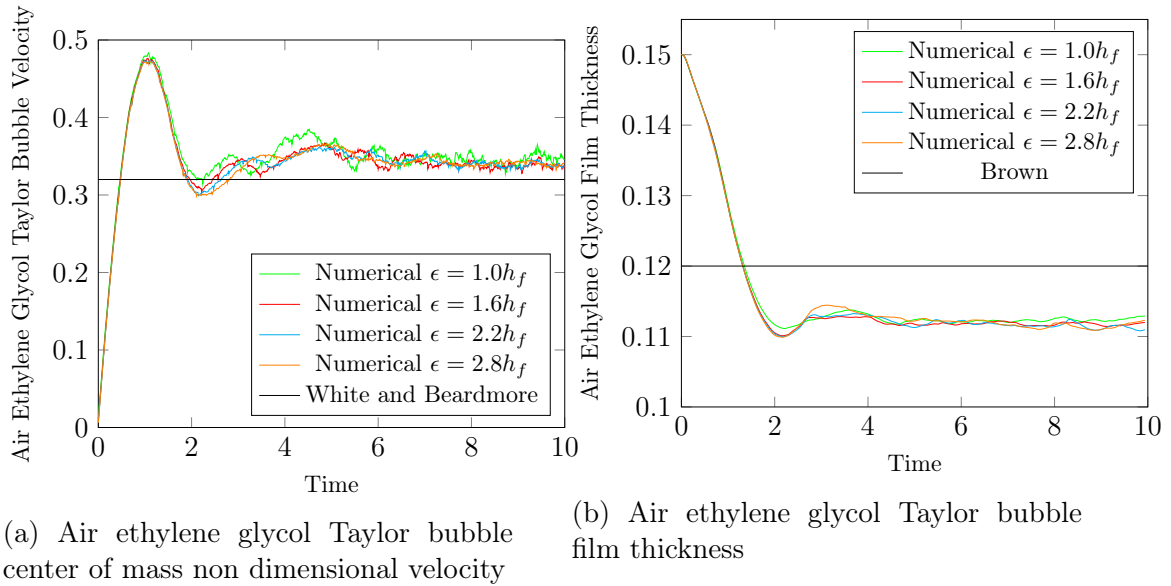 Air Ethylene Glycol Taylor Bubble Velocity
0.5
0.4
0.3
0.2
0.1
0
0 2 4 6 8 10
Time
Numerical ϵ = 1.0h_f
Numerical ϵ = 1.6h_f
Numerical ϵ = 2.2h_f
Numerical ϵ = 2.8h_f
White and Beardmore
(a) Air ethylene glycol Taylor bubble
center of mass non dimensional velocity
Air Ethylene Glycol Film Thickness
0.15
0.14
0.13
0.12
0.11
0.1
0 2 4 6 8 10
Time
Numerical ϵ = 1.0h_f
Numerical ϵ = 1.6h_f
Numerical ϵ = 2.2h_f
Numerical ϵ = 2.8h_f
Brown
(b) Air ethylene glycol Taylor bubble
film thickness